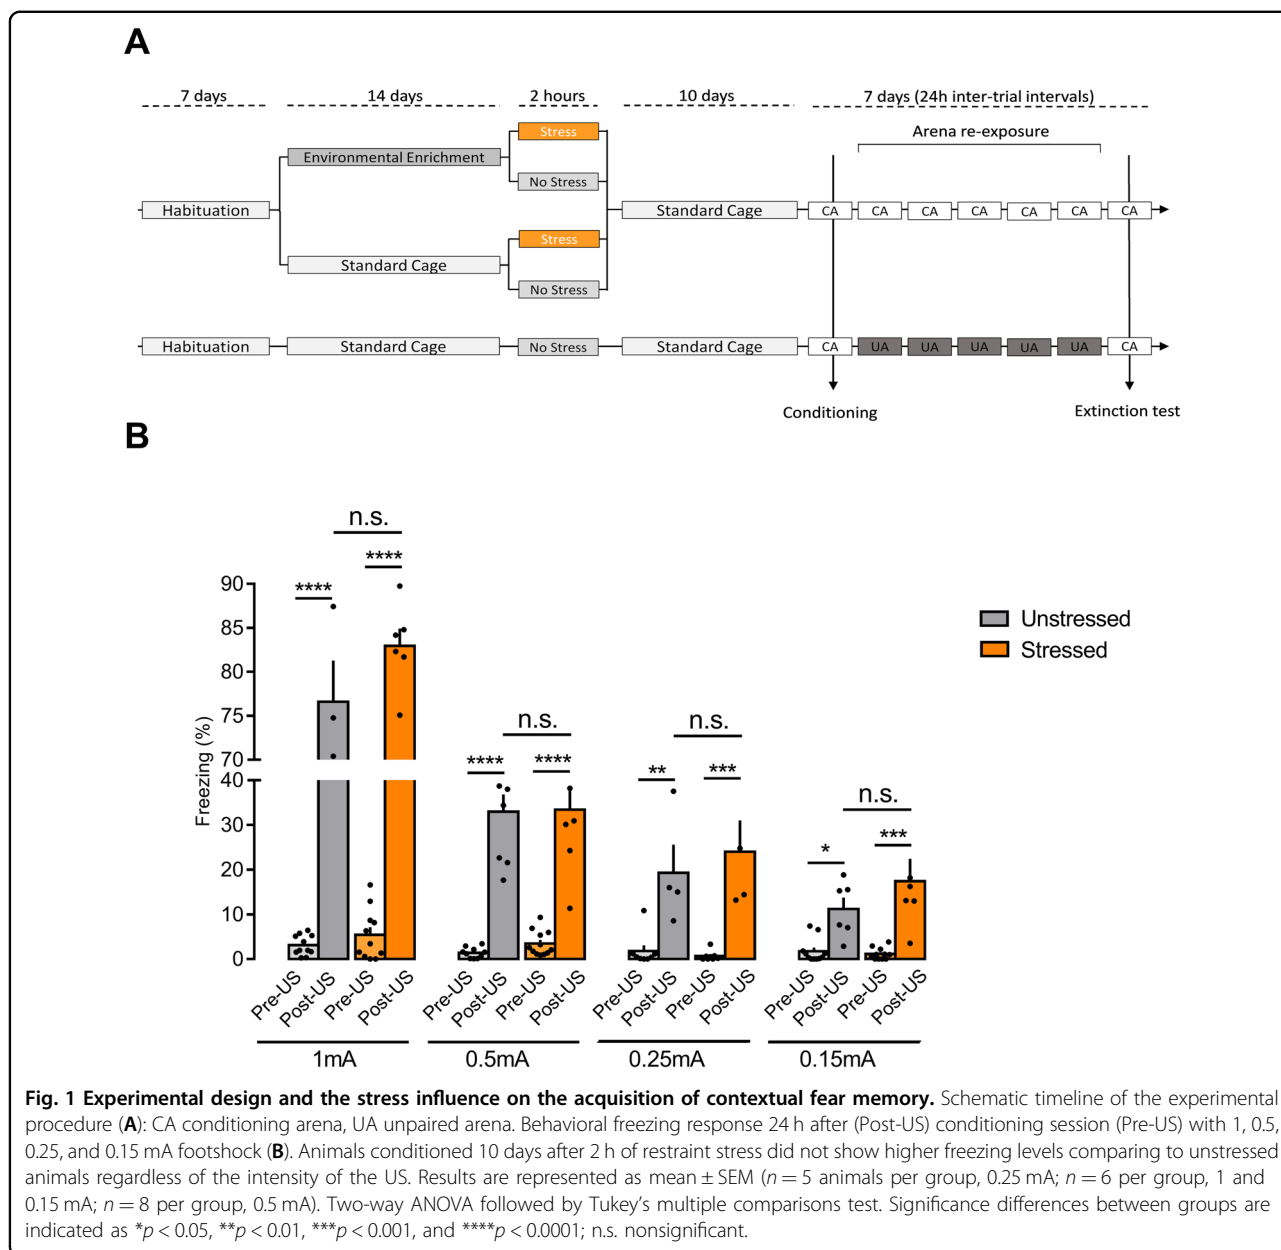 A
7 days
14 days
2 hours
10 days
7 days (24h inter-trial intervals)
Stress
Arena re-exposure
Environmental Enrichment
No Stress
Habituation
Standard Cage
CA
CA
CA
CA
CA
CA
CA
Stress
Standard Cage
No Stress
Habituation
Standard Cage
No Stress
Standard Cage
CA
UA
UA
UA
UA
UA
CA
Conditioning
Extinction test
B
n.s.
****
****
n.s.
****
****
n.s.
**
***
n.s.
*
***
Unstressed
Stressed
Freezing (%)
90
85
80
75
70
40
30
20
10
0
Pre-US
Post-US
Pre-US
Post-US
Pre-US
Post-US
Pre-US
Post-US
Pre-US
Post-US
Pre-US
Post-US
Pre-US
Post-US
Pre-US
Post-US
1mA
0.5mA
0.25mA
0.15mA
Fig. 1 Experimental design and the stress influence on the acquisition of contextual fear memory. Schematic timeline of the experimental
procedure (A): CA conditioning arena, UA unpaired arena. Behavioral freezing response 24 h after (Post-US) conditioning session (Pre-US) with 1, 0.5,
0.25, and 0.15 mA footshock (B). Animals conditioned 10 days after 2 h of restraint stress did not show higher freezing levels comparing to unstressed
animals regardless of the intensity of the US. Results are represented as mean ± SEM (n = 5 animals per group, 0.25 mA; n = 6 per group, 1 and
0.15 mA; n = 8 per group, 0.5 mA). Two-way ANOVA followed by Tukey's multiple comparisons test. Significance differences between groups are
indicated as *p < 0.05, **p < 0.01, ***p < 0.001, and ****p < 0.0001; n.s. nonsignificant.